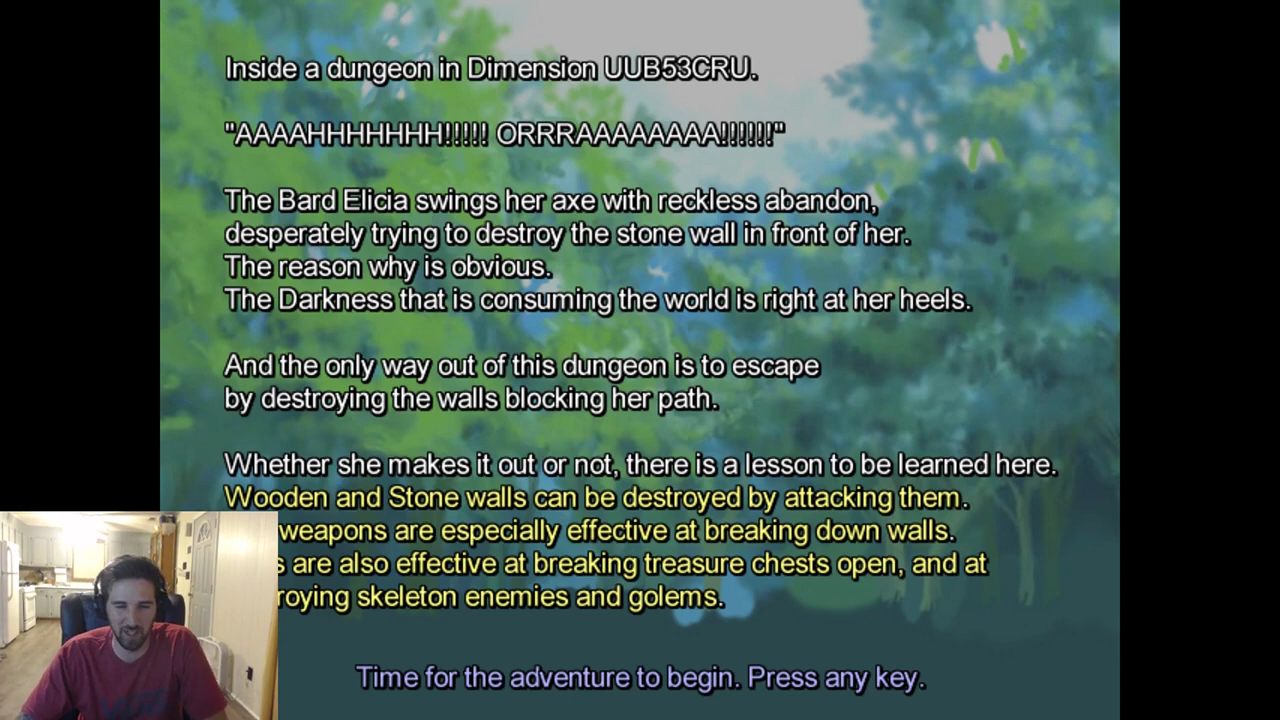 Inside a dungeon in Dimension UUB53CRU.
"AAAAHHHHHHH!!!!! ORRRAAAAAAAA!!!!!!!"
The Bard Elicia swings her axe with reckless abandon,
desperately trying to destroy the stone wall in front of her.
The reason why is obvious.
The Darkness that is consuming the world is right at her heels.
And the only way out of this dungeon is to escape
by destroying the walls blocking her path.
Whether she makes it out or not, there is a lesson to be learned here.
Wooden and Stone walls can be destroyed by attacking them.
weapons are especially effective at breaking down walls.
are also effective at breaking treasure chests open, and at
skeleton enemies and golems.
Time for the adventure to begin. Press any key.